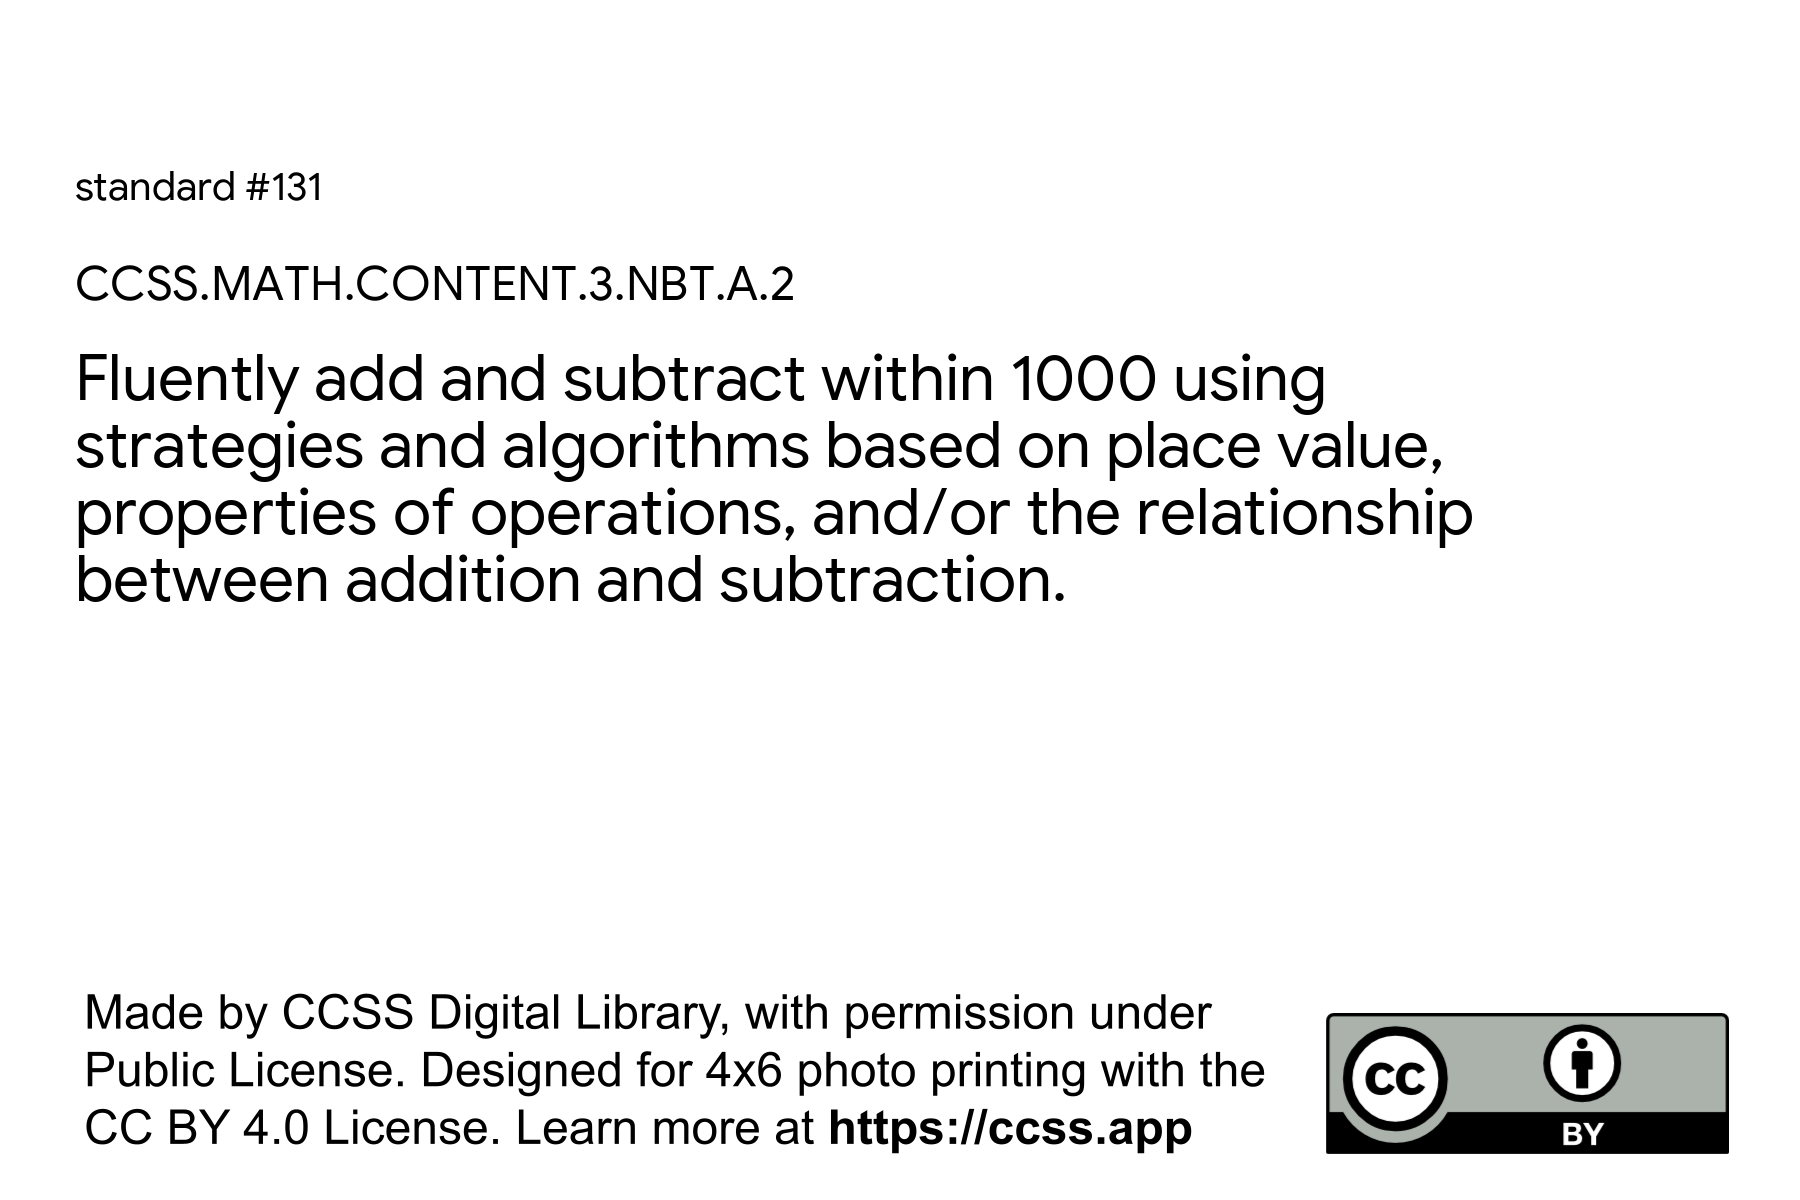 standard #131
CCSS.MATH.CONTENT.3.NBT.A.2
Fluently add and subtract within 1000 using
strategies and algorithms based on place value,
properties of operations, and/or the relationship
between addition and subtraction.
Made by CCSS Digital Library, with permission under
Public License. Designed for 4x6 photo printing with the
CC BY 4.0 License. Learn more at https://ccss.app
CC
BY